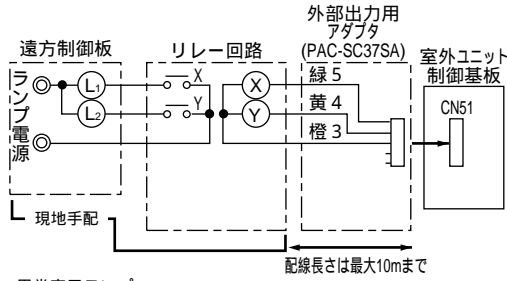 外部出力用
アダプタ
(PAC-SC37SA)
遠方制御板
リレー回路
室外ユニット
制御基板
ランプ電源
L1
L2
X
Y
X
Y
緑 5
黄 4
橙 3
CN51
現地手配
配線長さは最大10mまで